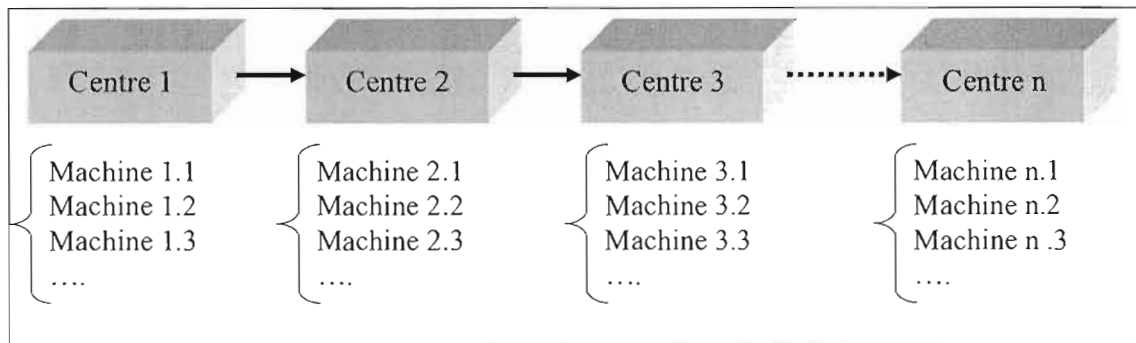 Centre 1
Centre 2
Centre 3
Centre n
Machine 1.1
Machine 1.2
Machine 1.3
....
Machine 2.1
Machine 2.2
Machine 2.3
....
Machine 3.1
Machine 3.2
Machine 3.3
....
Machine n.1
Machine n.2
Machine n .3
....